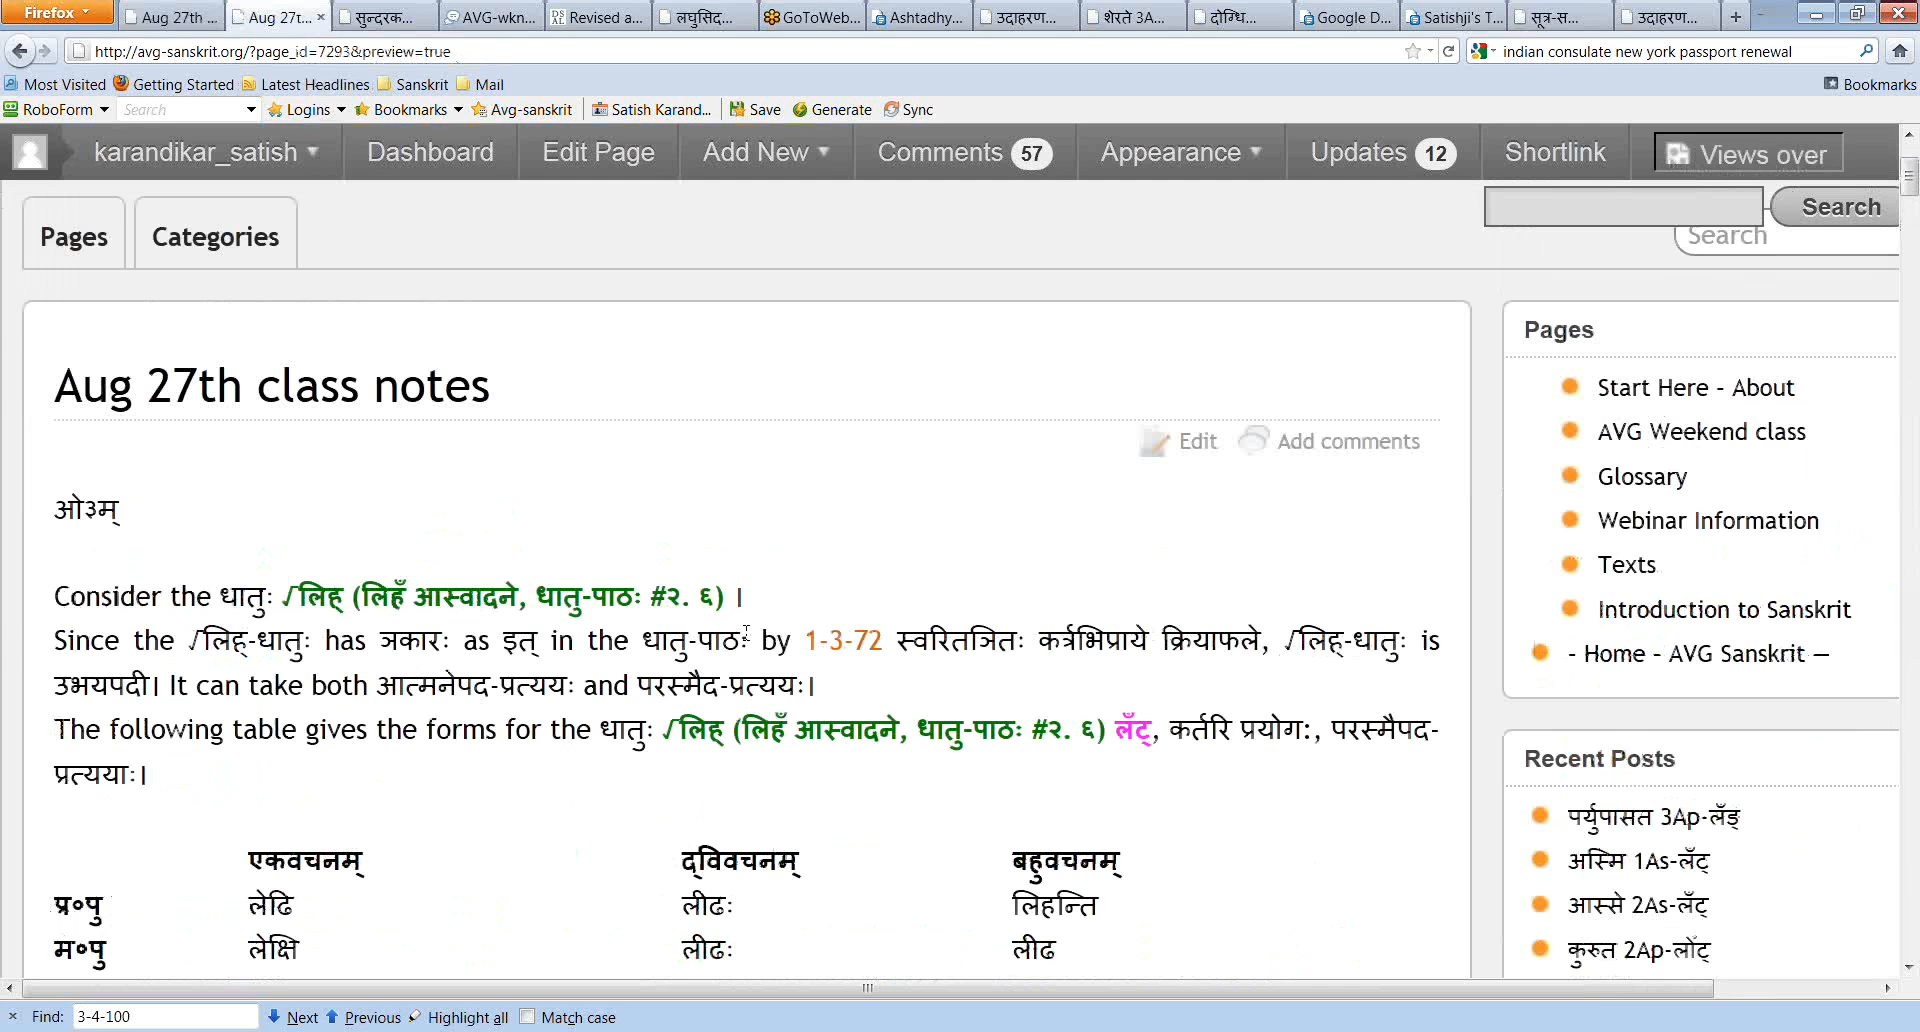 Firefox
Aug 27th ...
Aug 27t...
सुन्दरक...
AVG-wkn...
Revised a...
लघुसिद्...
GoToWeb...
Ashtadhy...
उदाहरण...
शेरते 3A...
दोग्धि...
Google D...
Satishji's T...
सूत्र-स...
उदाहरण...
http://avg-sanskrit.org/?page_id=7293&preview=true
indian consulate new york passport renewal
Most Visited Getting Started Latest Headlines Sanskrit Mail
Bookmarks
RoboForm Search Logins Bookmarks Avg-sanskrit Satish Karand... Save Generate Sync
karandikar_satish Dashboard Edit Page Add New Comments 57 Appearance Updates 12 Shortlink Views over
Search
Search
Pages Categories
Aug 27th class notes
Edit Add comments
ओ३म्
Consider the धातुः √लिह् (लिहँ आस्वादने, धातु-पाठः #२. ६) ।
Since the √लिह्-धातुः has ञकारः as इत् in the धातु-पाठः by 1-3-72 स्वरितञितः कर्त्रभिप्राये क्रियाफले, √लिह्-धातुः is
उभयपदी। It can take both आत्मनेपद-प्रत्ययः and परस्मैद-प्रत्ययः।
The following table gives the forms for the धातुः √लिह् (लिहँ आस्वादने, धातु-पाठः #२. ६) लँट्, कर्तरि प्रयोग:, परस्मैपद-
प्रत्ययाः।
एकवचनम् द्विवचनम् बहुवचनम्
प्र०पु लेढि लीढः लिहन्ति
म०पु लेक्षि लीढः लीढ
Pages
Start Here - About
AVG Weekend class
Glossary
Webinar Information
Texts
Introduction to Sanskrit
- Home - AVG Sanskrit —
Recent Posts
पर्युपासत 3Ap-लँङ्
अस्मि 1As-लँट्
आस्से 2As-लँट्
कुरुत 2Ap-लोँट्
Find: 3-4-100 Next Previous Highlight all Match case